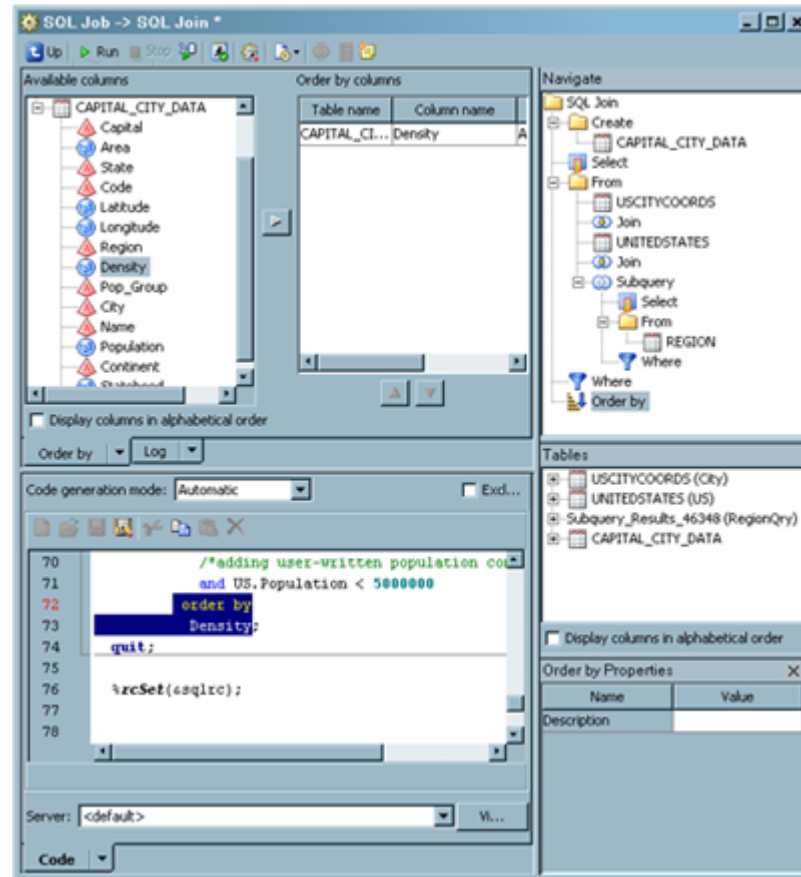 SQL Job -> SQL Join *
Up Run Stop
Available columns
CAPITAL_CITY_DATA
Capital
Area
State
Code
Latitude
Longitude
Region
Density
Pop_Group
City
Name
Population
Continent
Statehood
Display columns in alphabetical order
Order by Log
Order by columns
Table name Column name
CAPITAL_CI... Density A
Navigate
SQL Join
Create
CAPITAL_CITY_DATA
Select
From
USCITYCOORDS
Join
UNITEDSTATES
Join
Subquery
Select
From
REGION
Where
Where
Order by
Tables
USCITYCOORDS (City)
UNITEDSTATES (US)
Subquery_Results_46348 (RegionQry)
CAPITAL_CITY_DATA
Display columns in alphabetical order
Order by Properties
Name Value
Description
Code generation mode: Automatic Excl...
70 /*adding user-written population
71 and US.Population < 5000000
72 order by
73 Density;
74 quit;
75
76 %rcSet(&sqlrc);
77
78
Server: <default> Vi...
Code